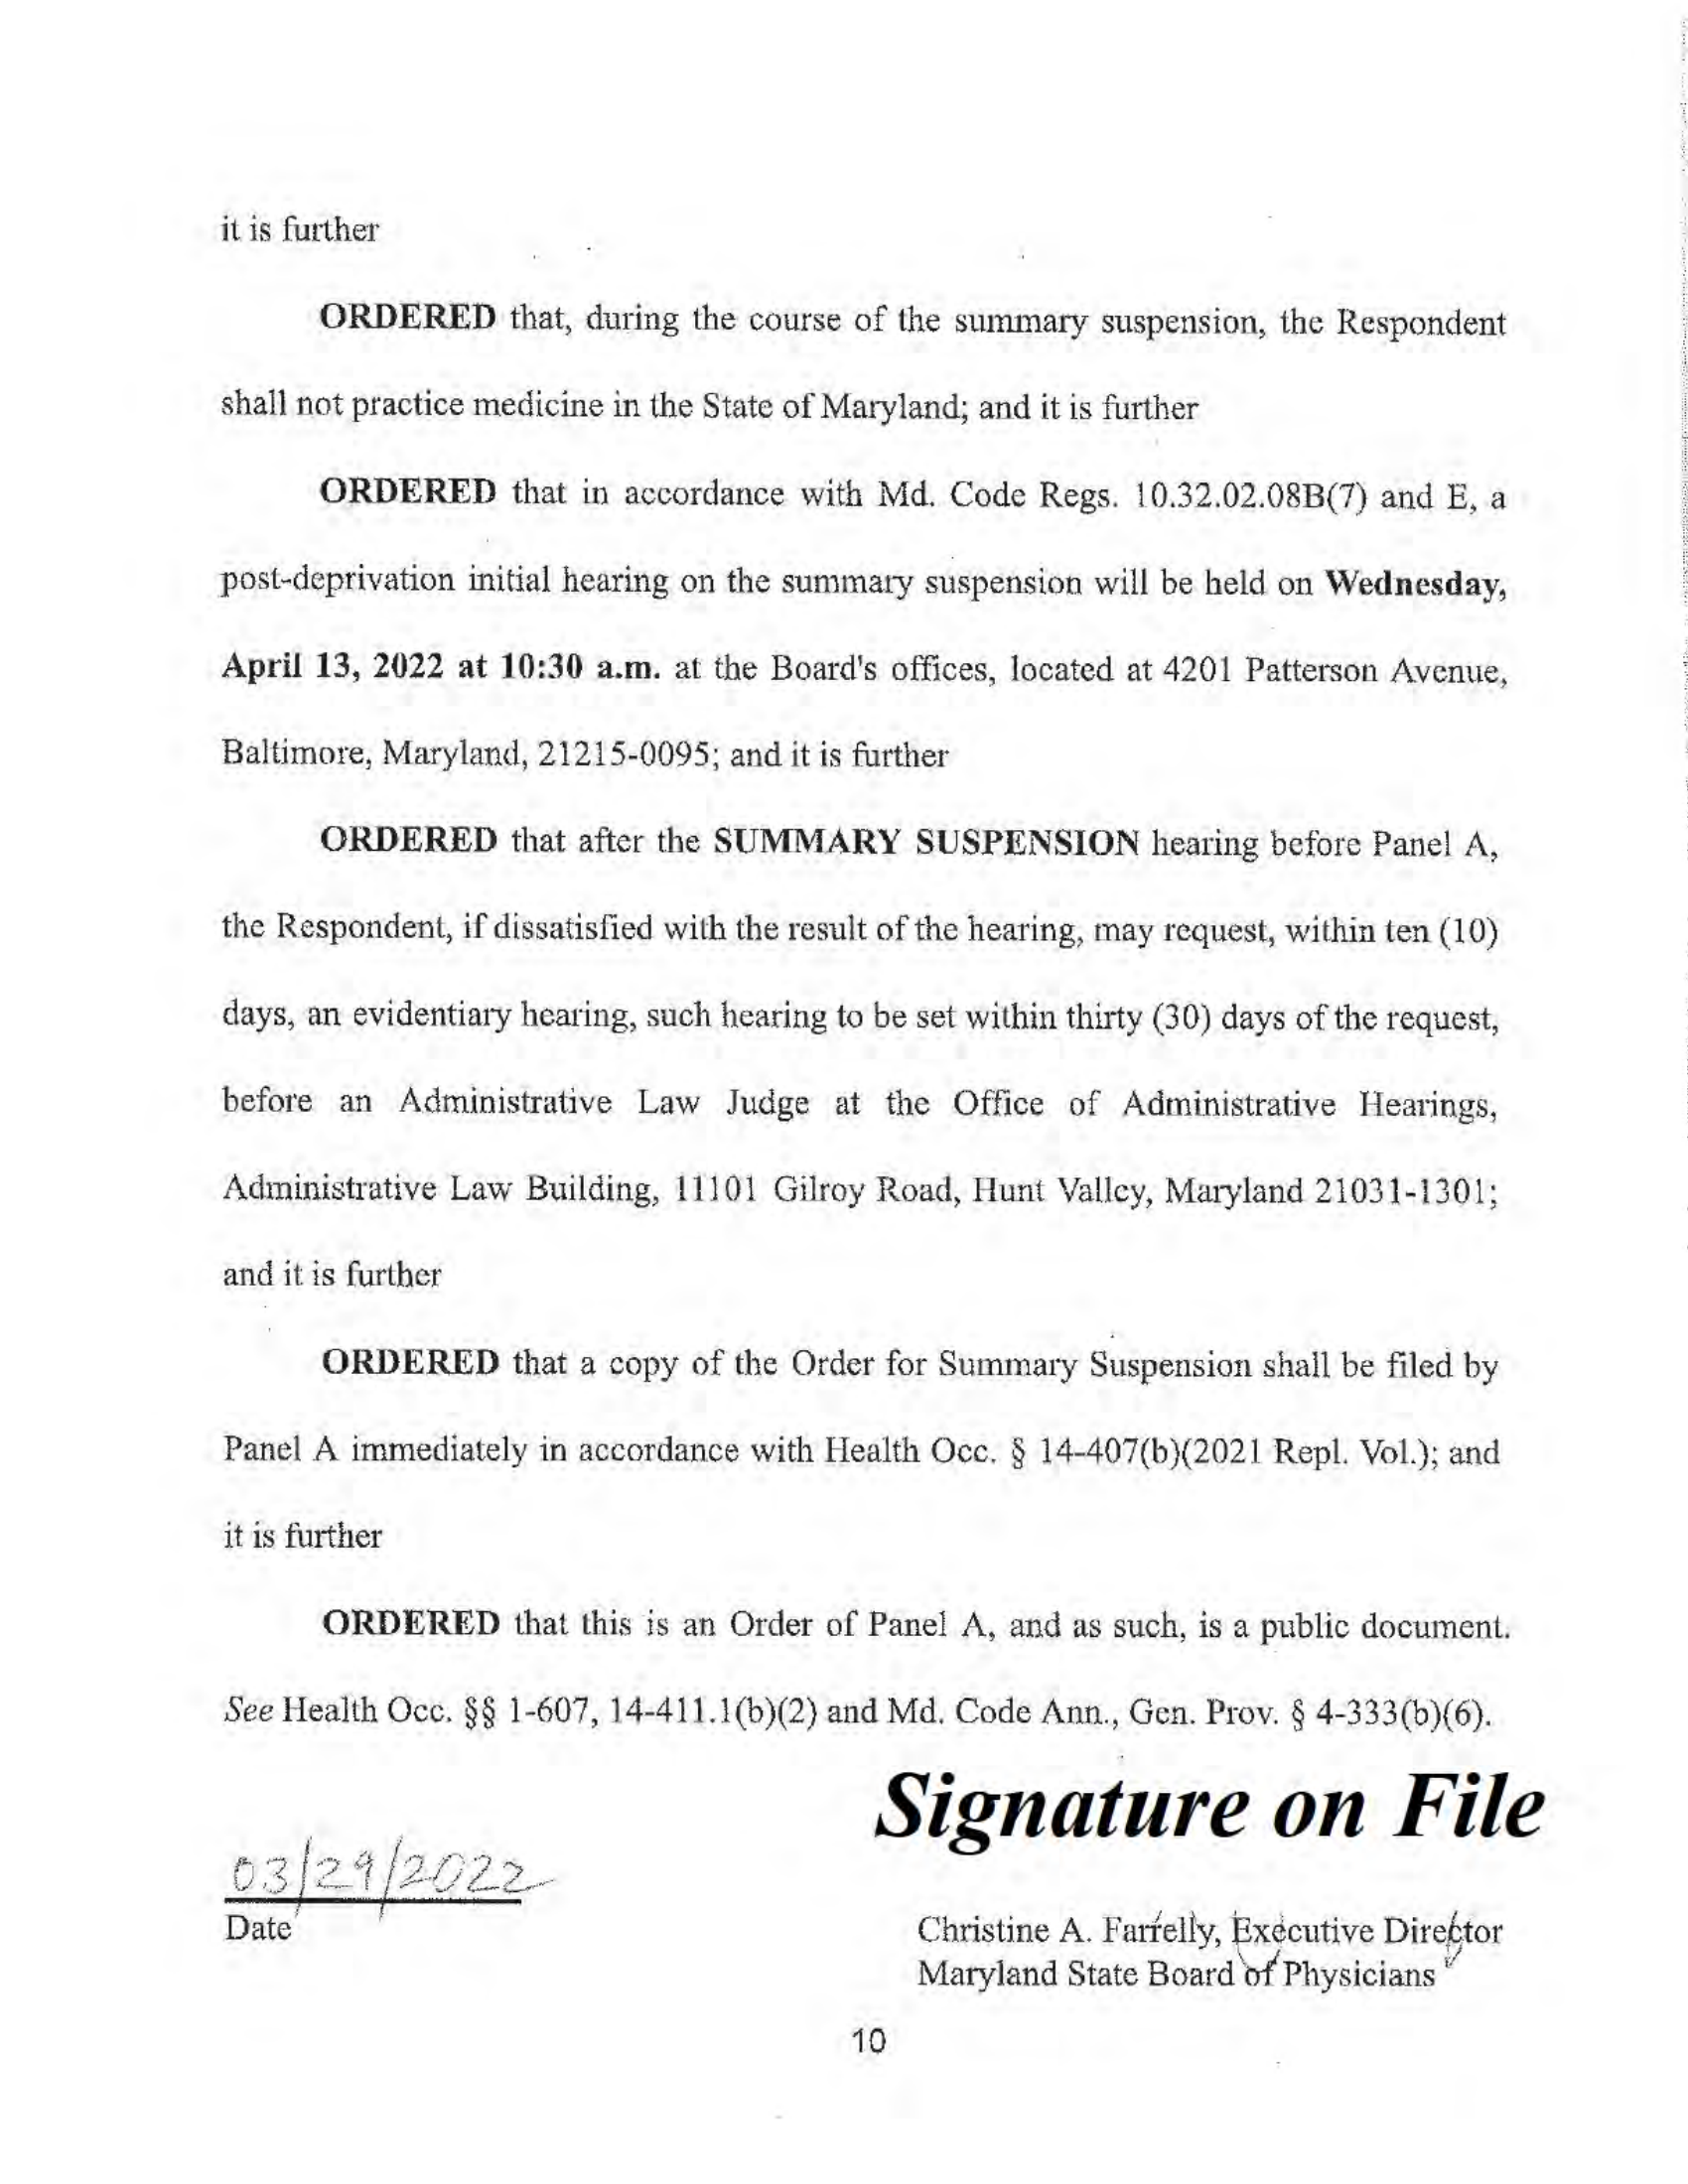 it is further
ORDERED that, during the course of the summary suspension, the Respondent
shall not practice medicine in the State of Maryland; and it is further
ORDERED that in accordance with Md. Code Regs. 10.32.02.08B(7) and E, a
post-deprivation initial hearing on the summary suspension will be held on Wednesday,
April 13, 2022 at 10:30 a.m. at the Board's offices, located at 4201 Patterson Avenue,
Baltimore, Maryland, 21215-0095; and it is further
ORDERED that after the SUMMARY SUSPENSION hearing before Panel A,
the Respondent, if dissatisfied with the result of the hearing, may request, within ten (10)
days, an evidentiary hearing, such hearing to be set within thirty (30) days of the request,
before an Administrative Law Judge at the Office of Administrative Hearings,
Administrative Law Building, 11101 Gilroy Road, Hunt Valley, Maryland 21031-1301;
and it is further
ORDERED that a copy of the Order for Summary Suspension shall be filed by
Panel A immediately in accordance with Health Occ. § 14-407(b)(2021 Repl. Vol.); and
it is further
ORDERED that this is an Order of Panel A, and as such, is a public document.
See Health Occ. §§ 1-607, 14-411.1(b)(2) and Md. Code Ann., Gen. Prov. § 4-333(b)(6).
Signature on File
03/29/2022
Date
Christine A. Farrelly, Executive Director
Maryland State Board of Physicians
10